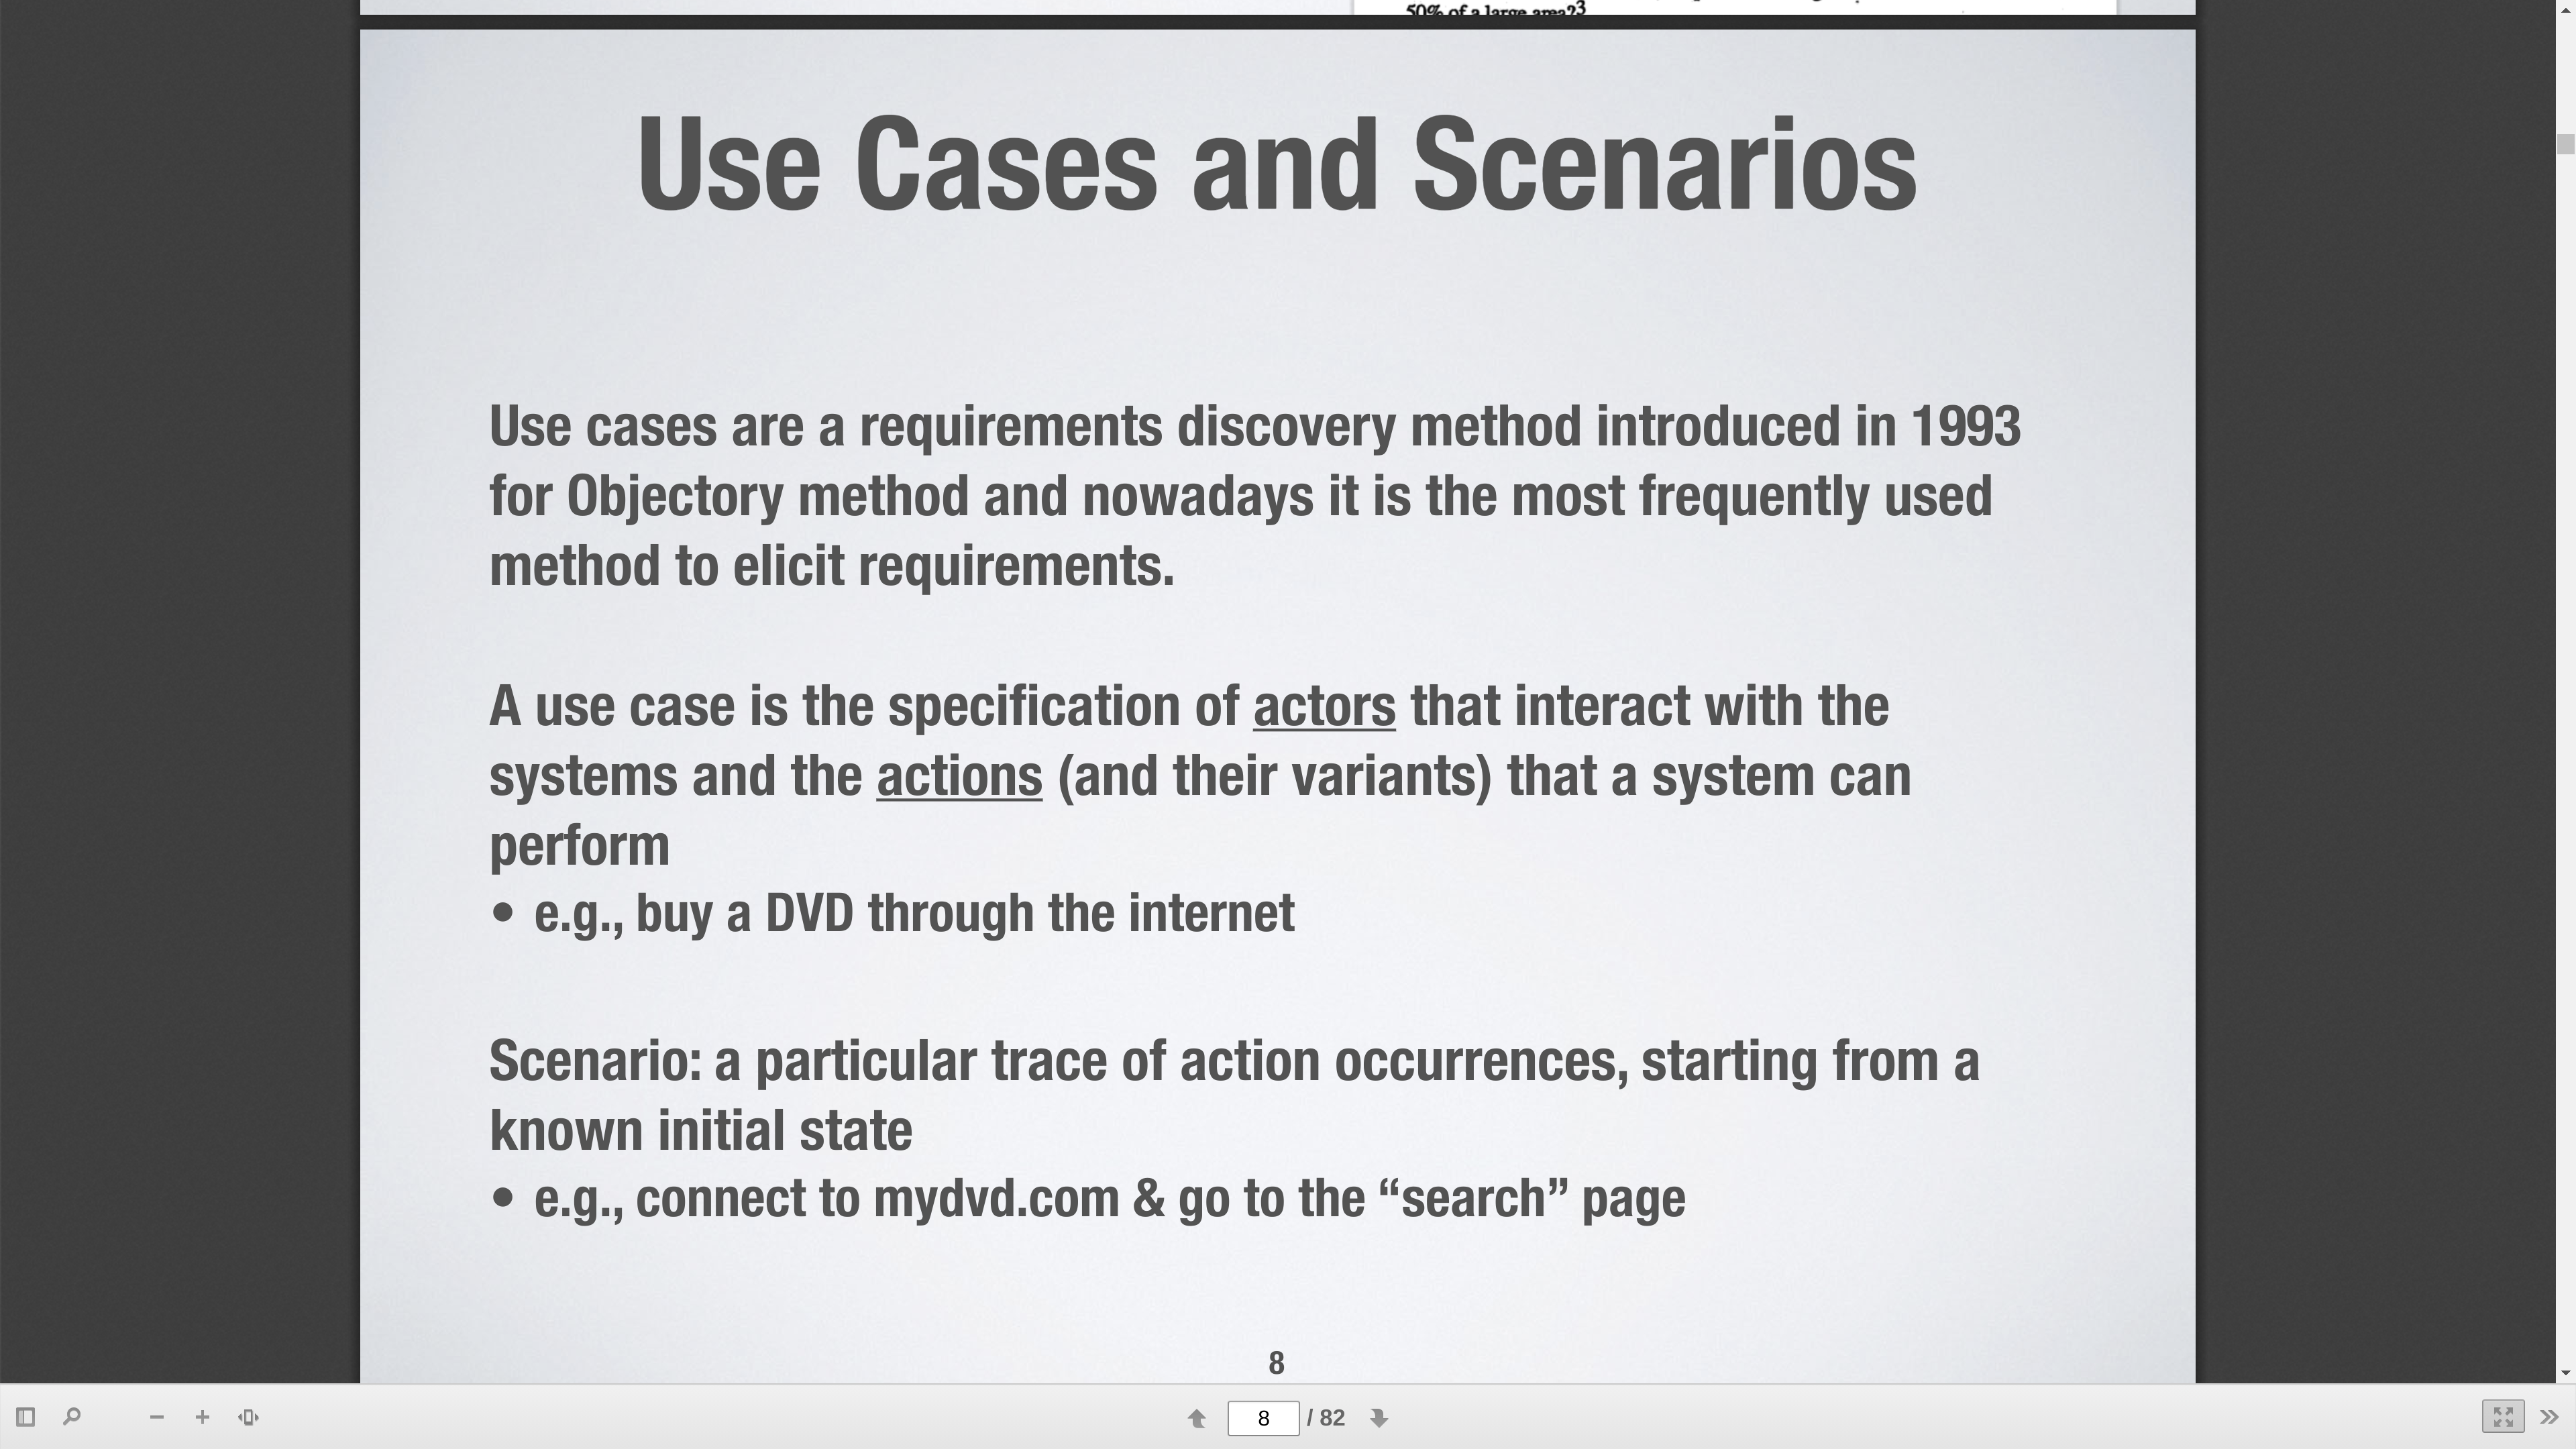 50% of a large area?3
Use Cases and Scenarios
Use cases are a requirements discovery method introduced in 1993
for Objectory method and nowadays it is the most frequently used
method to elicit requirements.
A use case is the specification of actors that interact with the
systems and the actions (and their variants) that a system can
perform
• e.g., buy a DVD through the internet
Scenario: a particular trace of action occurrences, starting from a
known initial state
• e.g., connect to mydvd.com & go to the “search” page
8
8 / 82